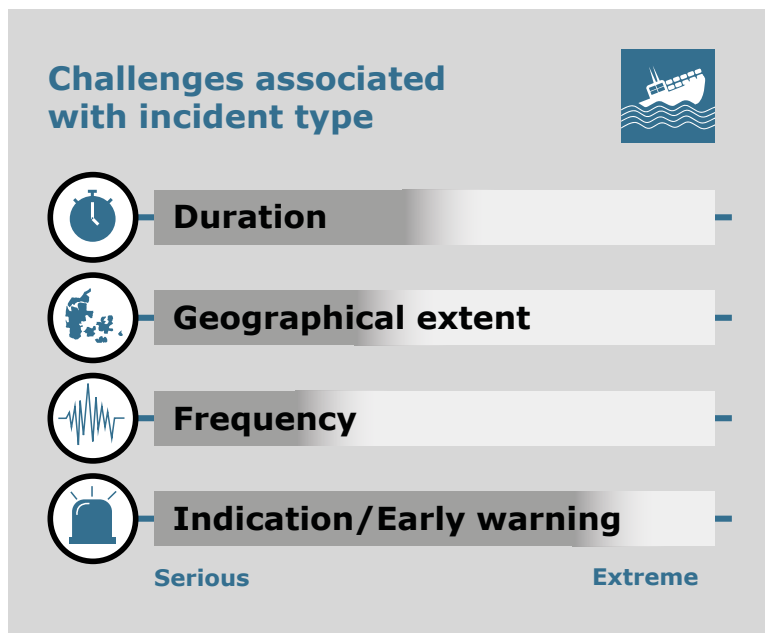 Challenges associated
with incident type
Duration
Geographical extent
Frequency
Indication/Early warning
Serious
Extreme